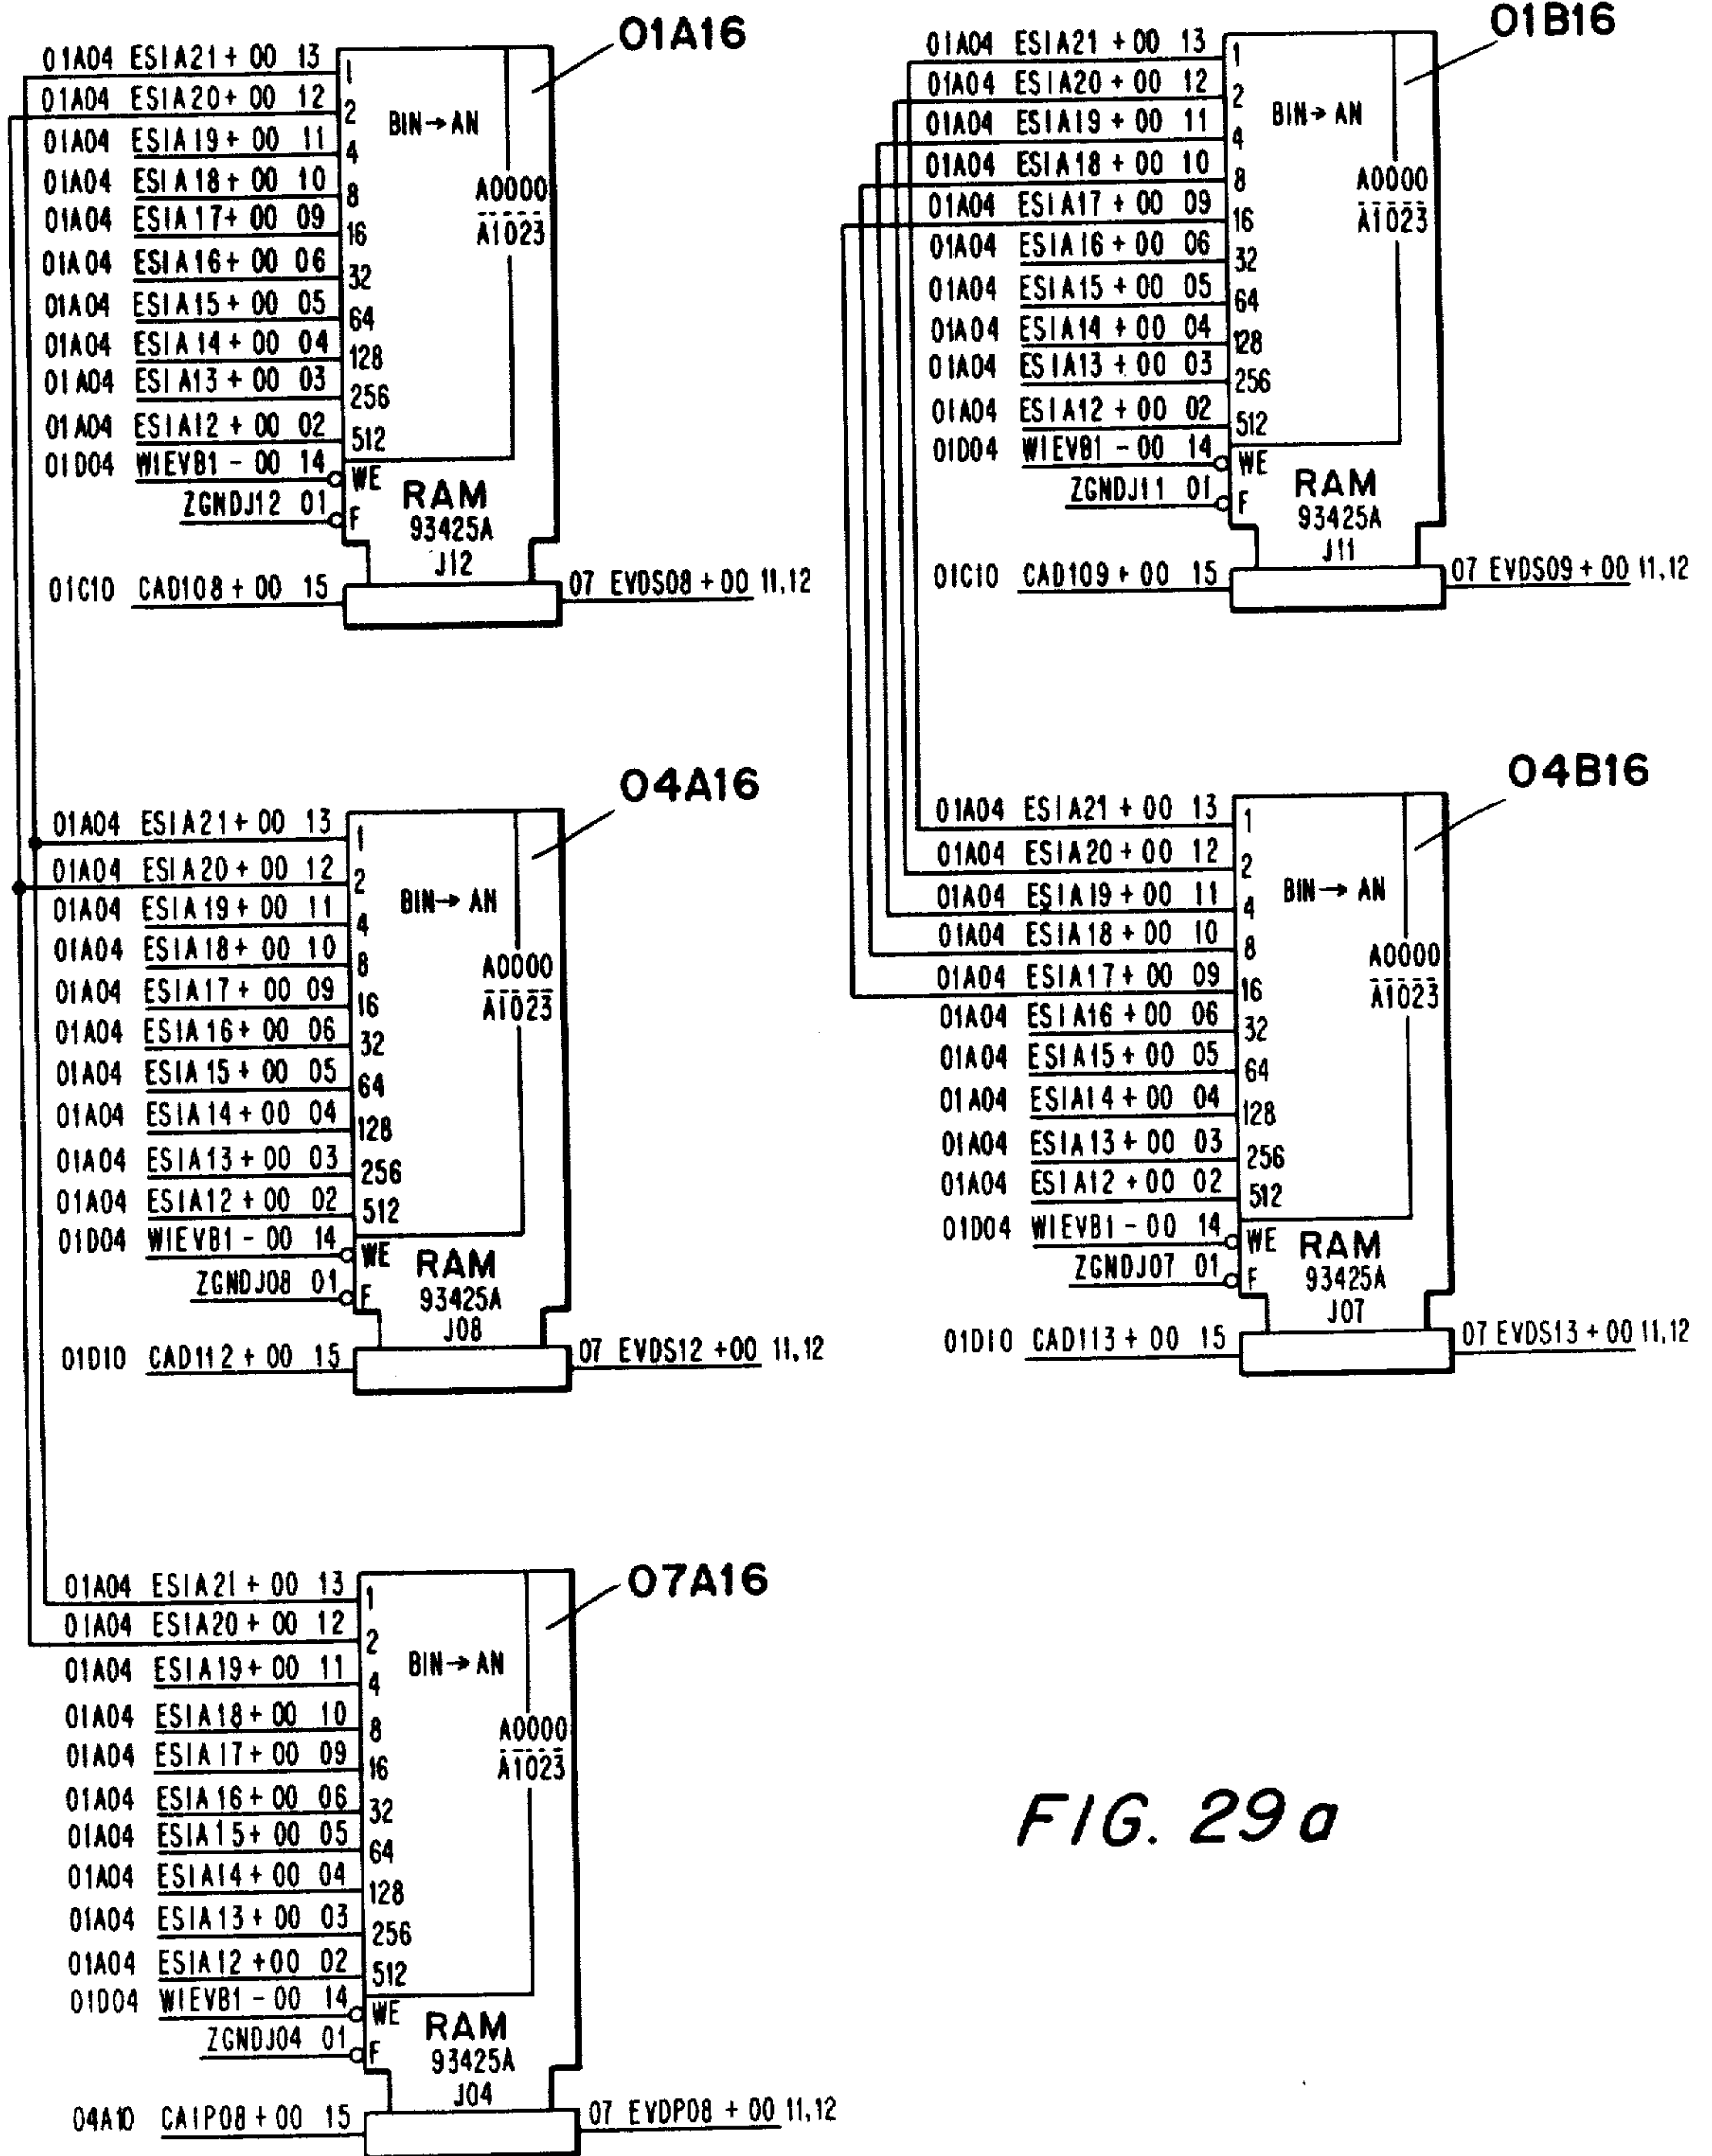 01A16
01A04 ESIA21+00 13 1
01A04 ESIA20+00 12 2
BIN→AN
01A04 ESIA19+00 11 4
01A04 ESIA18+00 10 8
A0000
01A04 ESIA17+00 09 16
A1023
01A04 ESIA16+00 06 32
01A04 ESIA15+00 05 64
01A04 ESIA14+00 04 128
01A04 ESIA13+00 03 256
01A04 ESIA12+00 02 512
01D04 WIEVB1-00 14 WE
RAM
ZGNDJ12 01 F
93425A
J12
01C10 CAD108+00 15
07 EVDS08+00 11,12
01B16
01A04 ESIA21+00 13 1
01A04 ESIA20+00 12 2
BIN→AN
01A04 ESIA19+00 11 4
01A04 ESIA18+00 10 8
A0000
01A04 ESIA17+00 09 16
A1023
01A04 ESIA16+00 06 32
01A04 ESIA15+00 05 64
01A04 ESIA14+00 04 128
01A04 ESIA13+00 03 256
01A04 ESIA12+00 02 512
01D04 WIEVB1-00 14 WE
RAM
ZGNDJ11 01 F
93425A
J11
01C10 CAD109+00 15
07 EVDS09+00 11,12
04A16
01A04 ESIA21+00 13 1
01A04 ESIA20+00 12 2
BIN→AN
01A04 ESIA19+00 11 4
01A04 ESIA18+00 10 8
A0000
01A04 ESIA17+00 09 16
A1023
01A04 ESIA16+00 06 32
01A04 ESIA15+00 05 64
01A04 ESIA14+00 04 128
01A04 ESIA13+00 03 256
01A04 ESIA12+00 02 512
01D04 WIEVB1-00 14 WE
RAM
ZGNDJ08 01 F
93425A
J08
01D10 CAD112+00 15
07 EVDS12+00 11,12
04B16
01A04 ESIA21+00 13 1
01A04 ESIA20+00 12 2
BIN→AN
01A04 ESIA19+00 11 4
01A04 ESIA18+00 10 8
A0000
01A04 ESIA17+00 09 16
A1023
01A04 ESIA16+00 06 32
01A04 ESIA15+00 05 64
01A04 ESIA14+00 04 128
01A04 ESIA13+00 03 256
01A04 ESIA12+00 02 512
01D04 WIEVB1-00 14 WE
RAM
ZGNDJ07 01 F
93425A
J07
01D10 CAD113+00 15
07 EVDS13+00 11,12
07A16
01A04 ESIA21+00 13 1
01A04 ESIA20+00 12 2
BIN→AN
01A04 ESIA19+00 11 4
01A04 ESIA18+00 10 8
A0000
01A04 ESIA17+00 09 16
A1023
01A04 ESIA16+00 06 32
01A04 ESIA15+00 05 64
01A04 ESIA14+00 04 128
01A04 ESIA13+00 03 256
01A04 ESIA12+00 02 512
01D04 WIEVB1-00 14 WE
RAM
ZGNDJ04 01 F
93425A
J04
04A10 CAIP08+00 15
07 EVDP08+00 11,12
FIG. 29a